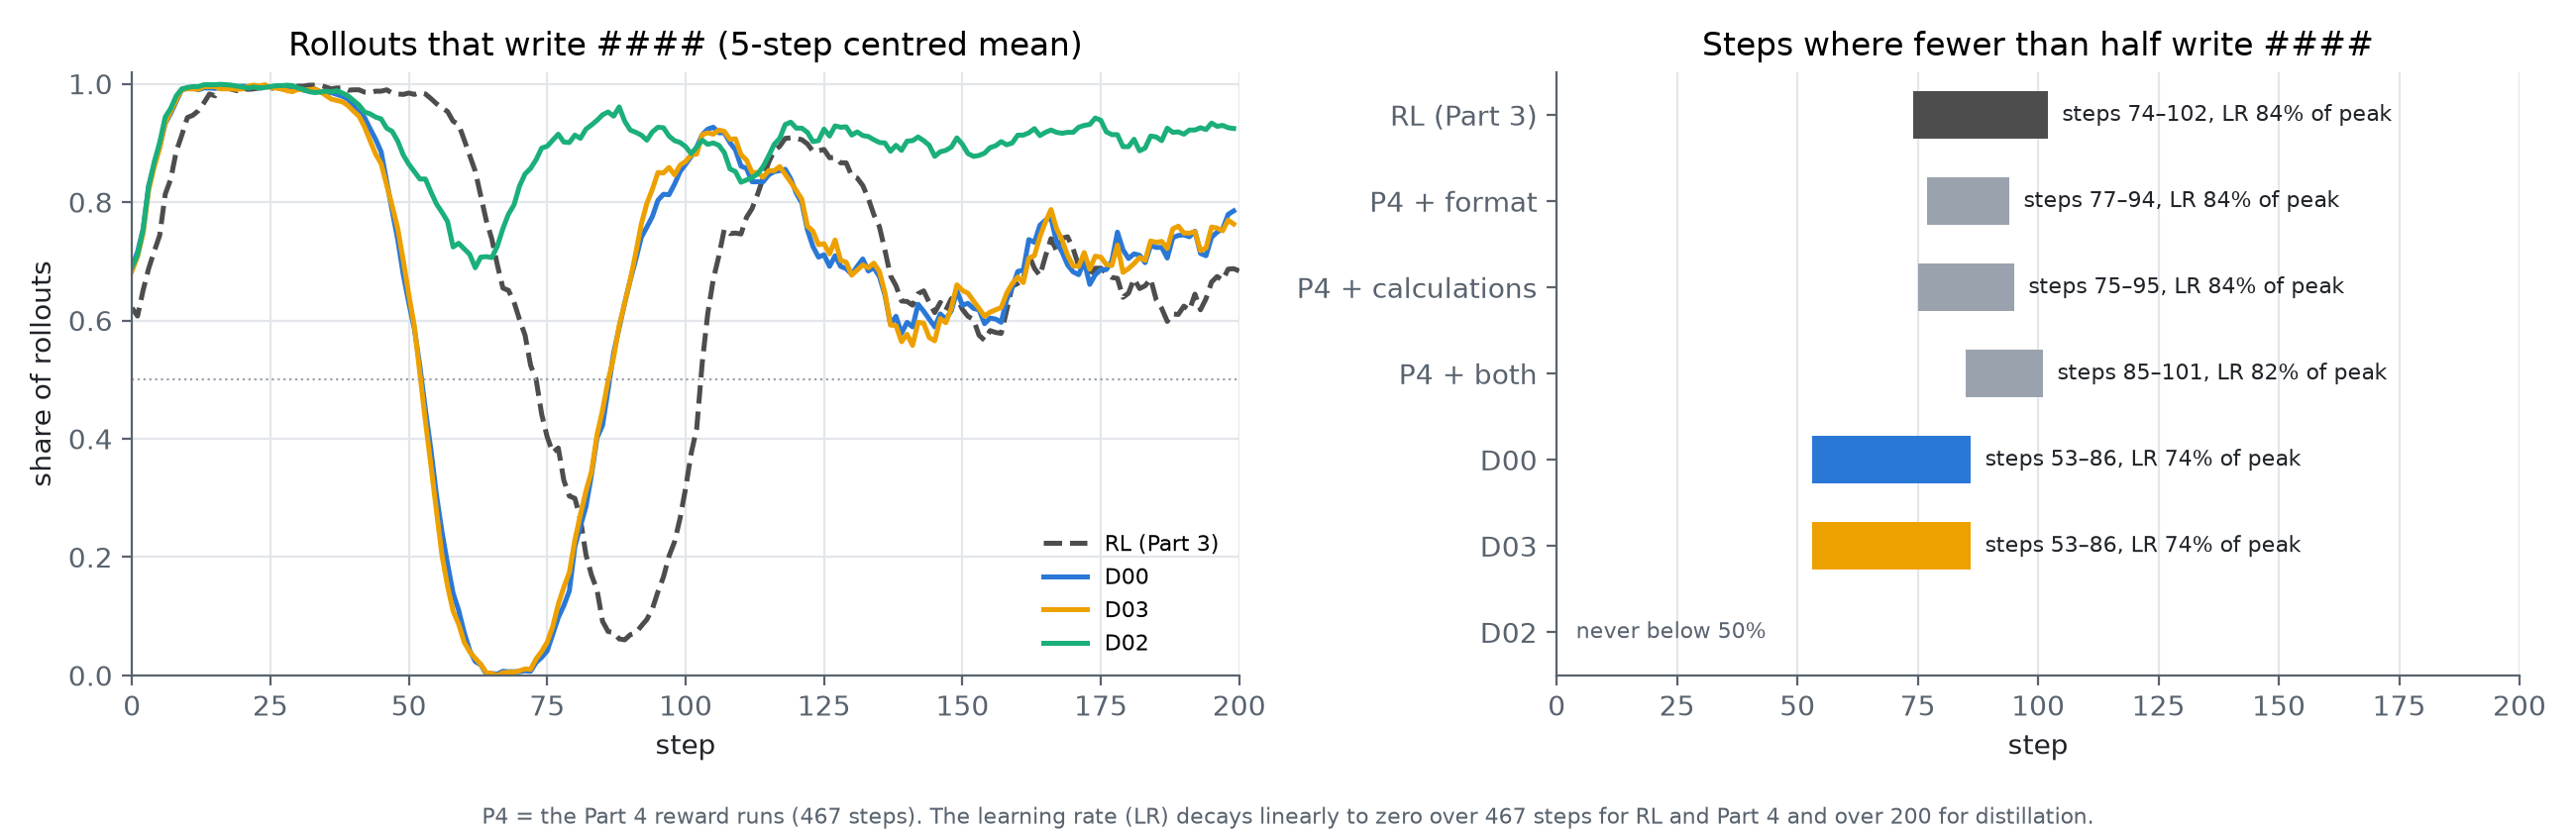 Rollouts that write #### (5-step centred mean)
share of rollouts
1.0
0.8
0.6
0.4
0.2
0.0
0 25 50 75 100 125 150 175 200
step
RL (Part 3)
D00
D03
D02
Steps where fewer than half write ####
RL (Part 3) steps 74–102, LR 84% of peak
P4 + format steps 77–94, LR 84% of peak
P4 + calculations steps 75–95, LR 84% of peak
P4 + both steps 85–101, LR 82% of peak
D00 steps 53–86, LR 74% of peak
D03 steps 53–86, LR 74% of peak
D02 never below 50%
0 25 50 75 100 125 150 175 200
step
P4 = the Part 4 reward runs (467 steps). The learning rate (LR) decays linearly to zero over 467 steps for RL and Part 4 and over 200 for distillation.